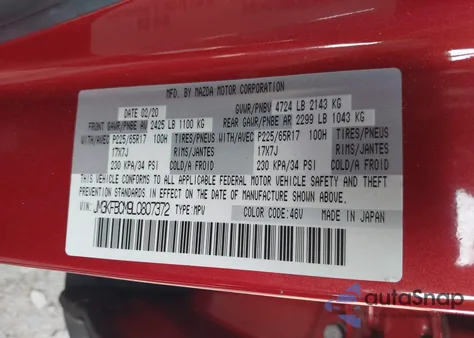 MFD. BY MAZDA MOTOR CORPORATION
DATE 02/20 GVWR/PNBV 4724 LB 2143 KG
FRONT GAWR/PNBE AV 2425 LB 1100 KG REAR GAWR/PNBE AR 2299 LB 1043 KG
WITH/AVEC P225/65R17 100H TIRES/PNEUS WITH/AVEC P225/65R17 100H TIRES/PNEUS
17X7J RIMS/JANTES 17X7J RIMS/JANTES
230 KPA/34 PSI COLD/A FROID 230 KPA/34 PSI COLD/A FROID
THIS VEHICLE CONFORMS TO ALL APPLICABLE FEDERAL MOTOR VEHICLE SAFETY AND THEFT
PREVENTION STANDARDS IN EFFECT ON THE DATE OF MANUFACTURE SHOWN ABOVE.
VIN: JM3KFBCM9L0807372 TYPE: MPV COLOR CODE: 46V MADE IN JAPAN
autoSnap